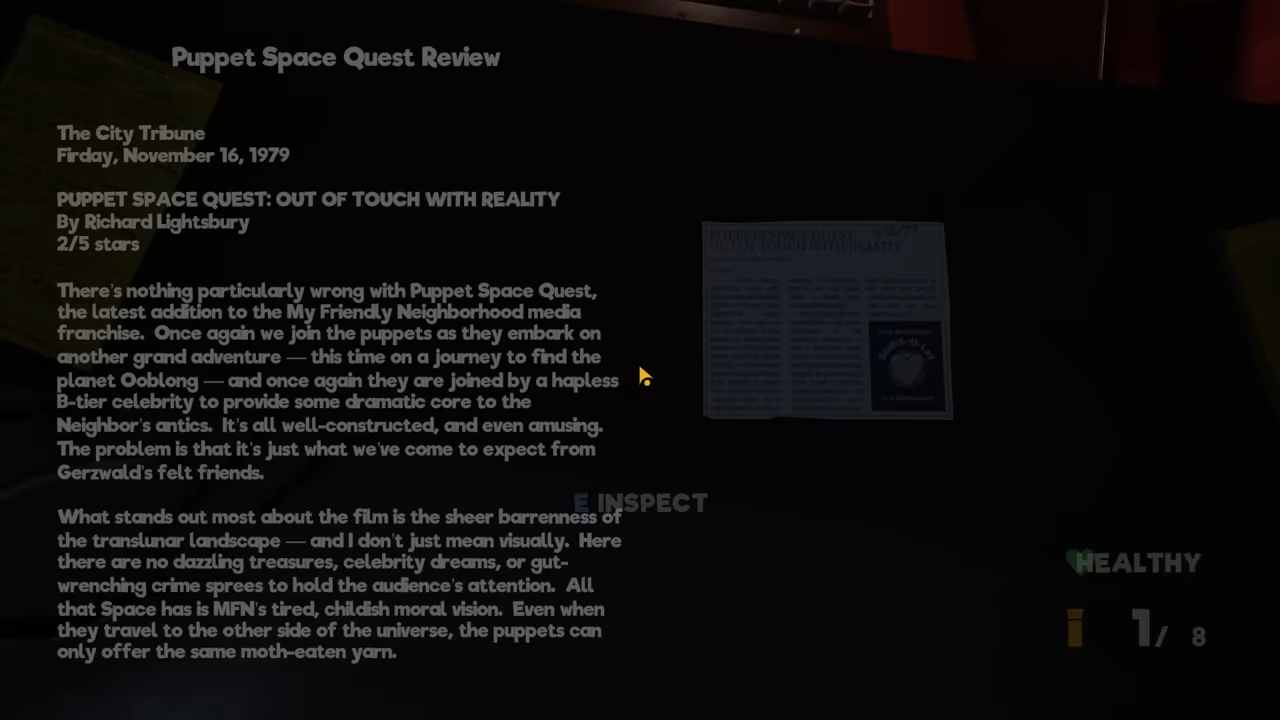 Puppet Space Quest Review
The City Tribune
Firday, November 16, 1979
PUPPET SPACE QUEST: OUT OF TOUCH WITH REALITY
By Richard Lightsbury
2/5 stars
There's nothing particularly wrong with Puppet Space Quest,
the latest addition to the My Friendly Neighborhood media
franchise. Once again we join the puppets as they embark on
another grand adventure — this time on a journey to find the
planet Ooblong — and once again they are joined by a hapless
B-tier celebrity to provide some dramatic core to the
Neighbor's antics. It's all well-constructed, and even amusing.
The problem is that it's just what we've come to expect from
Gerzwald's felt friends.
What stands out most about the film is the sheer barrenness of
the translunar landscape — and I don't just mean visually. Here
there are no dazzling treasures, celebrity dreams, or gut-
wrenching crime sprees to hold the audience's attention. All
that Space has is MFN's tired, childish moral vision. Even when
they travel to the other side of the universe, the puppets can
only offer the same moth-eaten yarn.
OUT OF TOUCH WITH REALITY
E INSPECT
HEALTHY
1/ 8